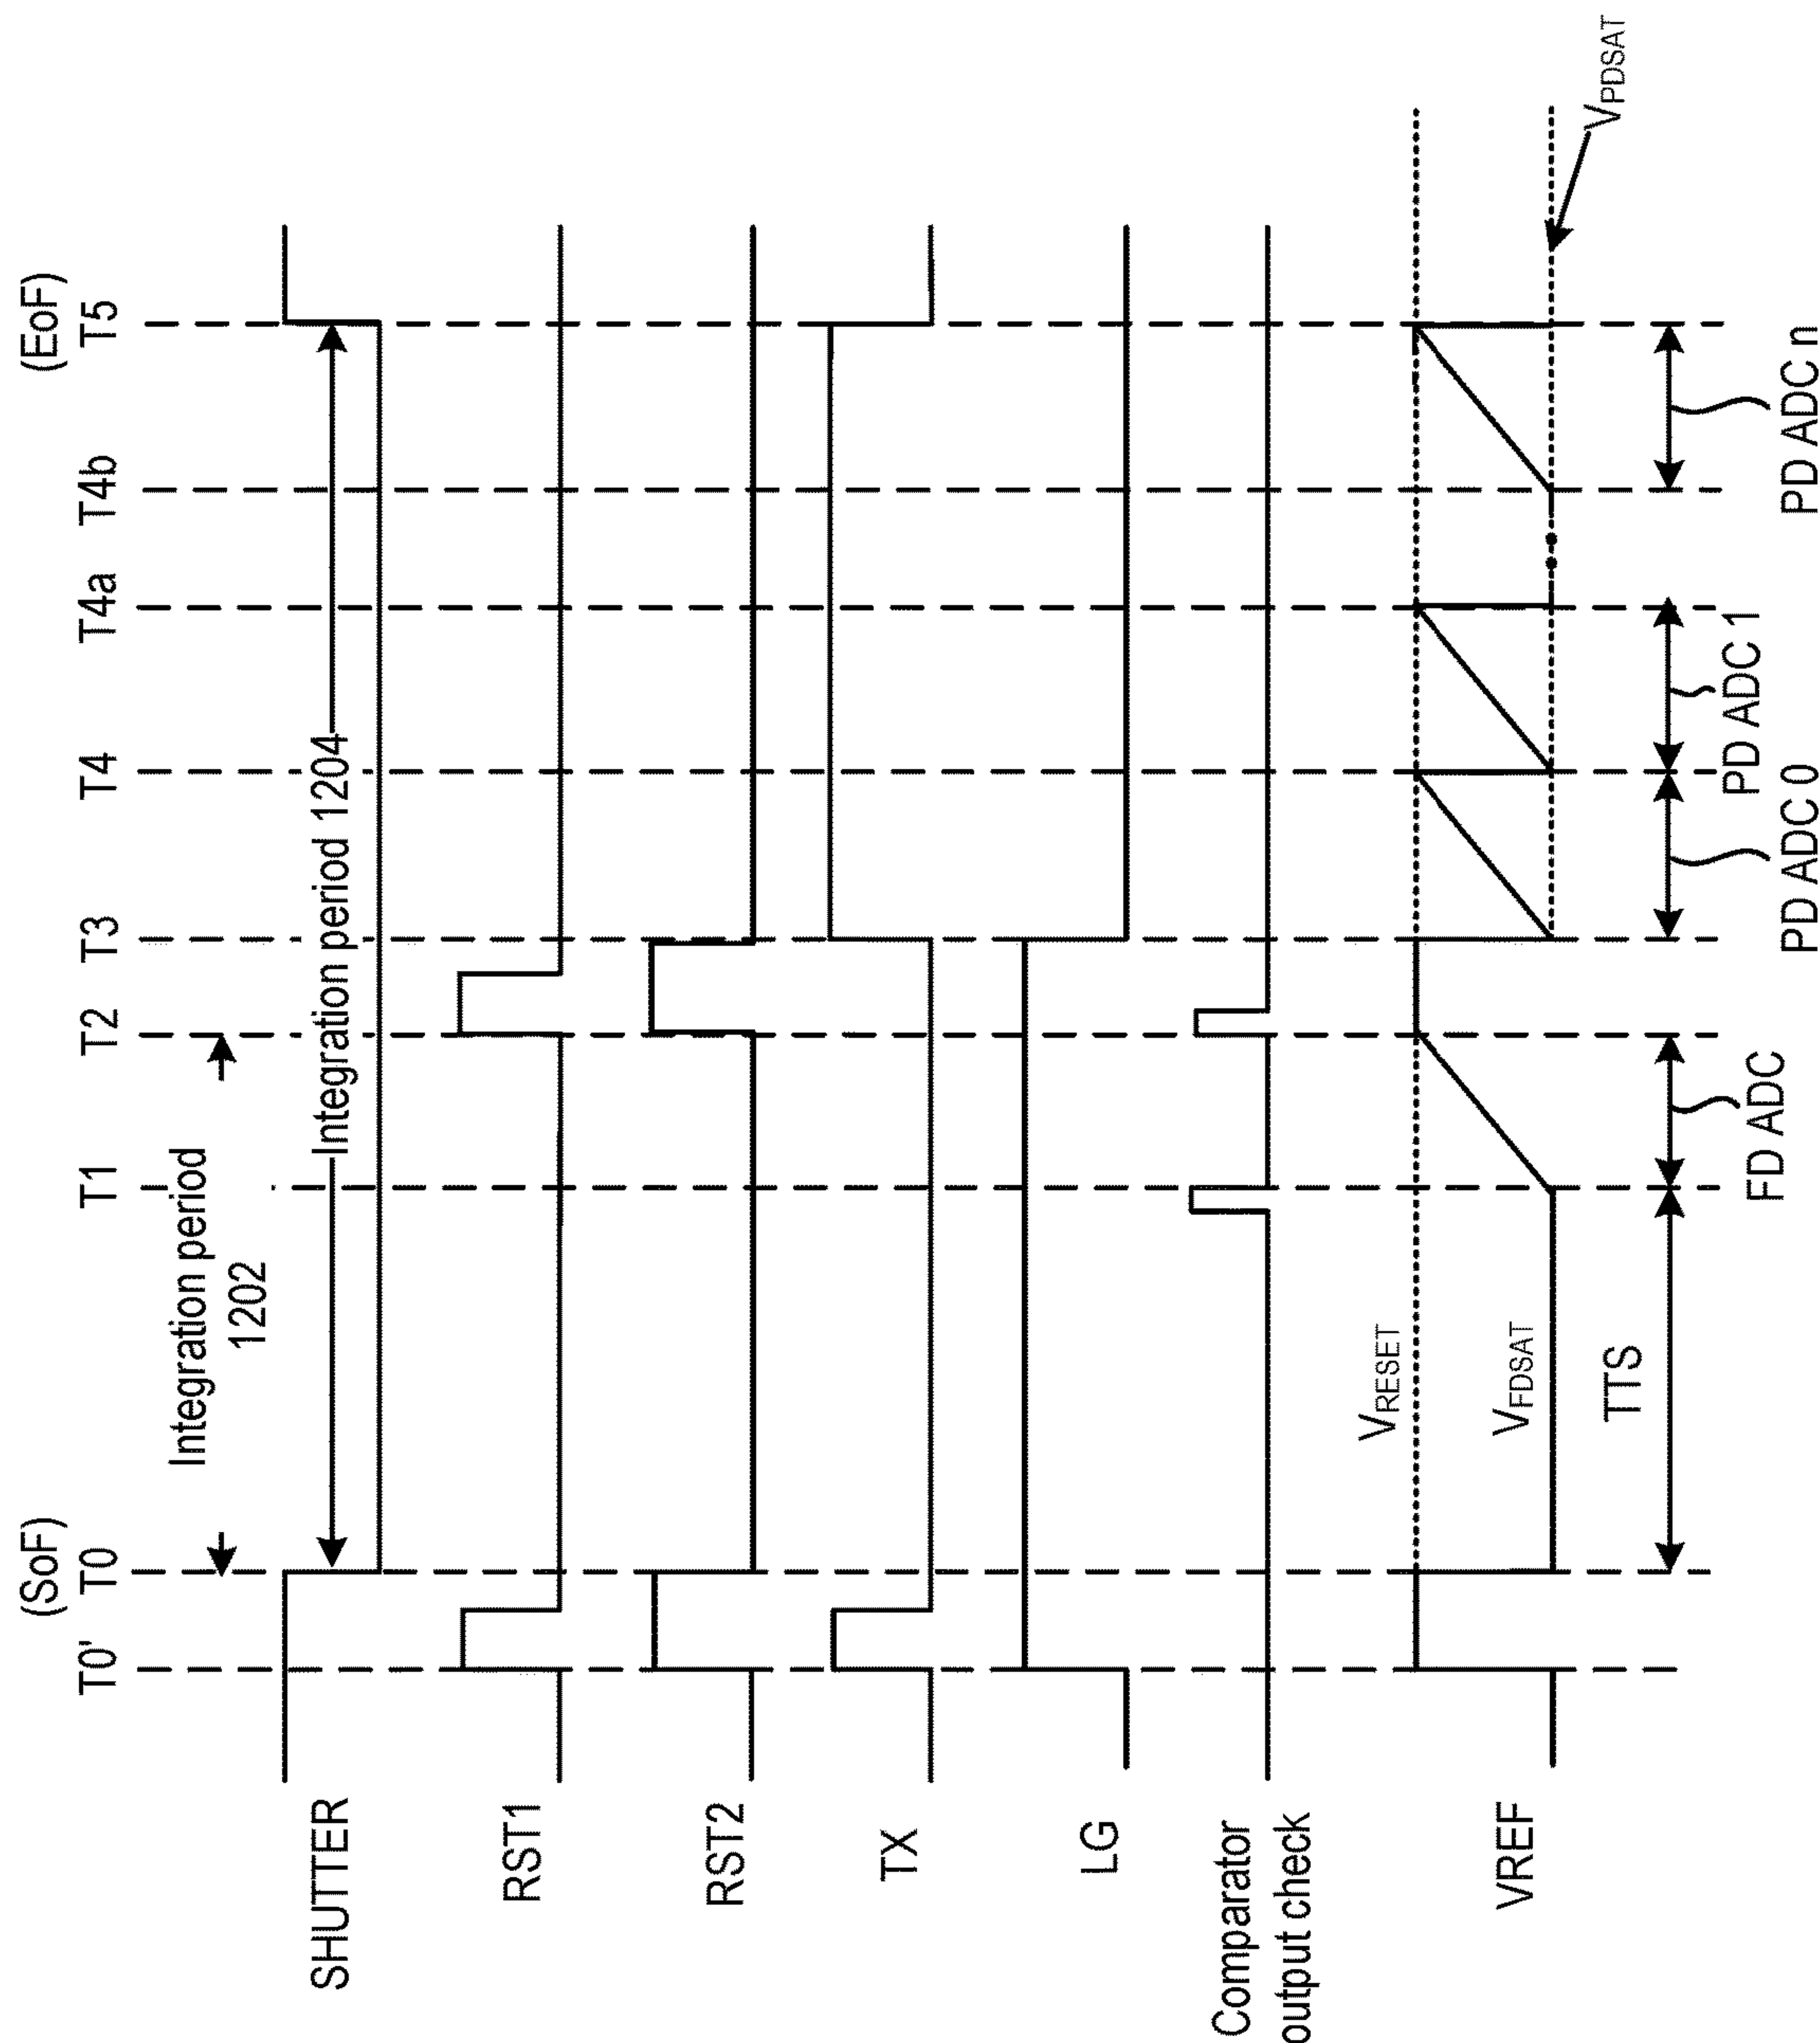 (SoF)
(EoF)
T0'
T0
T1
T2
T3
T4
T4a
T4b
T5
Integration period
1202
Integration period 1204
SHUTTER
RST1
RST2
TX
LG
Comparator
output check
VREF
VRESET
VFDSAT
VPDSAT
TTS
FD ADC
PD ADC 0
PD ADC 1
PD ADC n